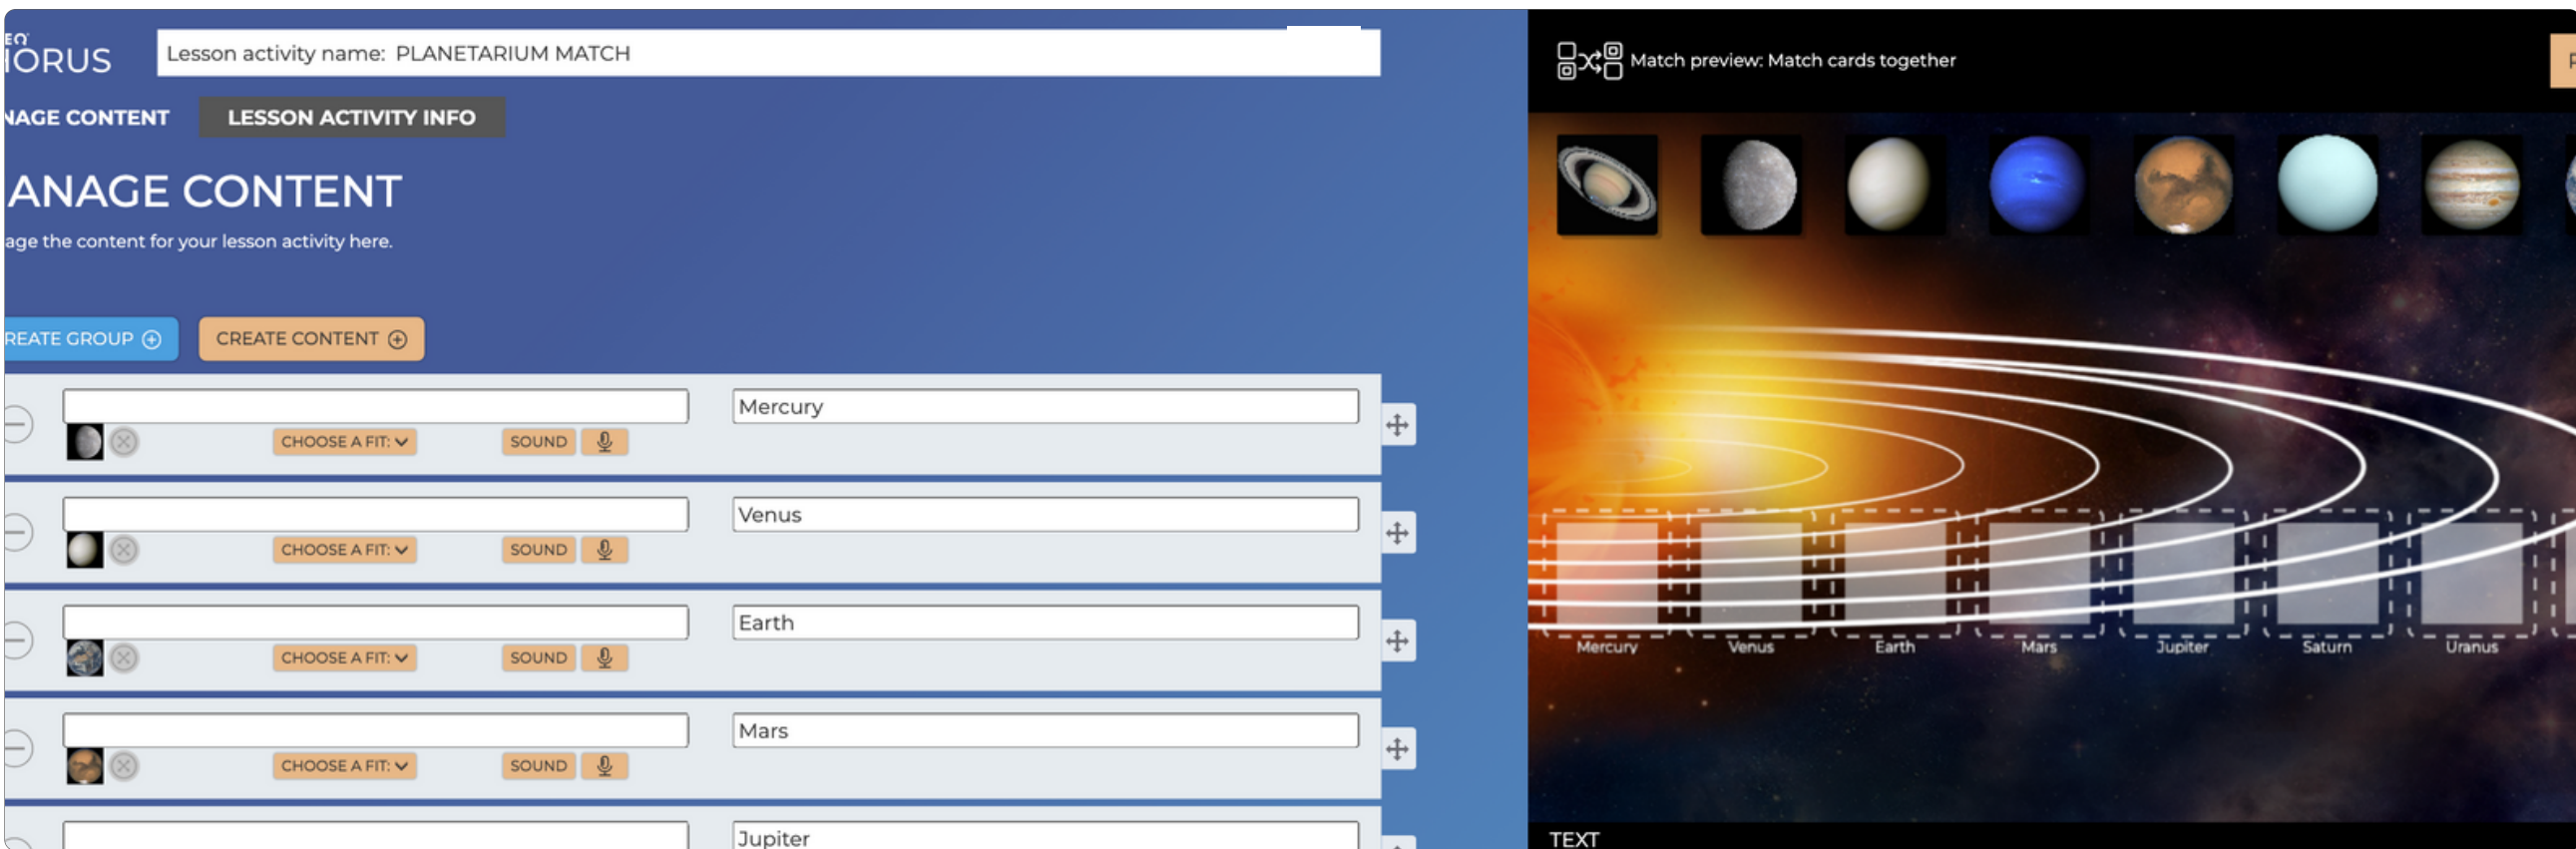 EQ
HORUS
Lesson activity name: PLANETARIUM MATCH
NAGE CONTENT
LESSON ACTIVITY INFO
ANAGE CONTENT
age the content for your lesson activity here.
REATE GROUP
CREATE CONTENT
Mercury
CHOOSE A FIT:
SOUND
Venus
CHOOSE A FIT:
SOUND
Earth
CHOOSE A FIT:
SOUND
Mars
CHOOSE A FIT:
SOUND
Jupiter
Match preview: Match cards together
Mercury
Venus
Earth
Mars
Jupiter
Saturn
Uranus
TEXT